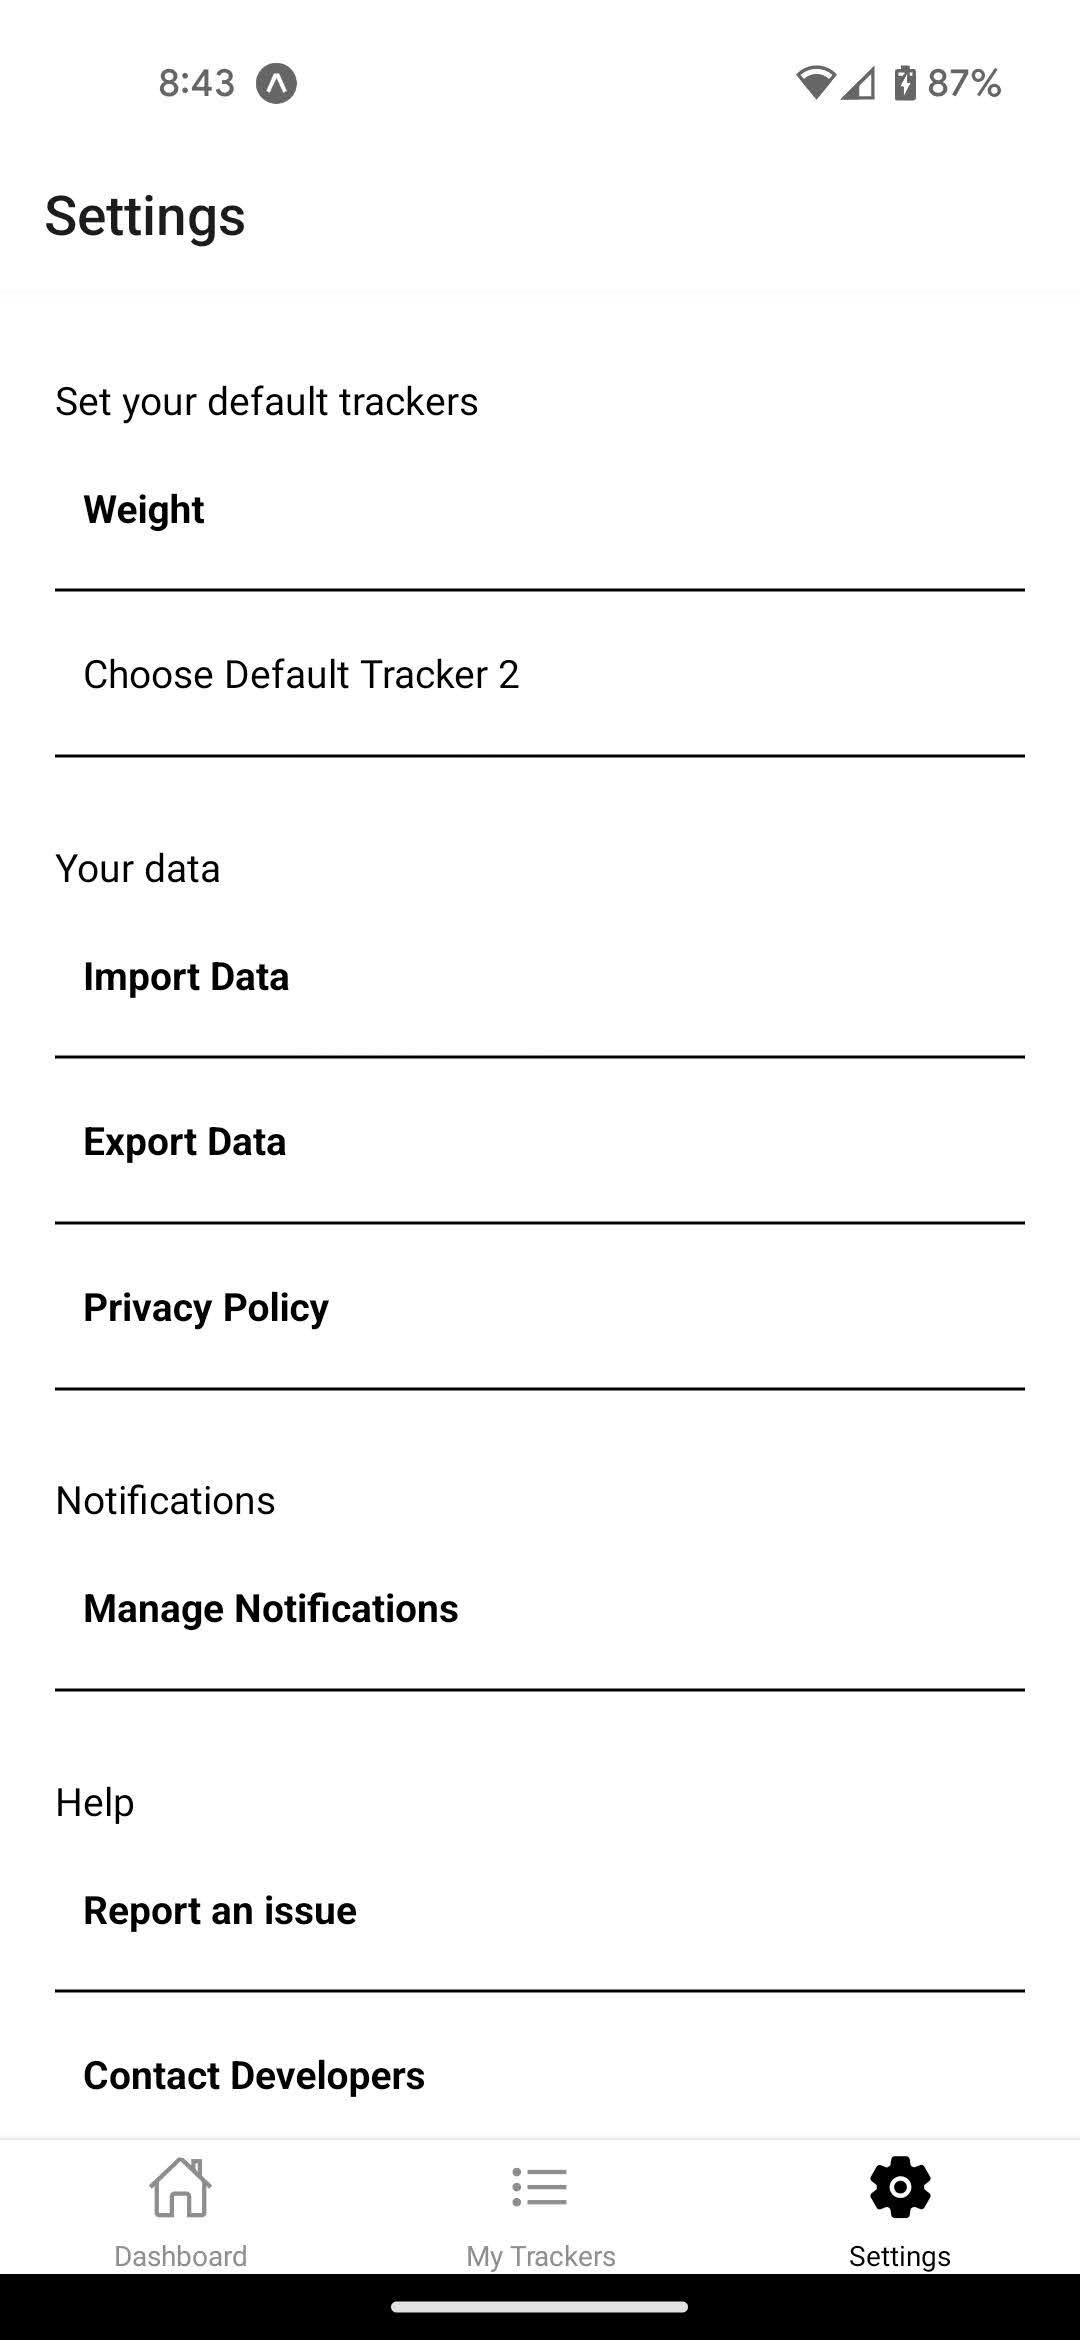 8:43 87%
Settings
Set your default trackers
Weight
Choose Default Tracker 2
Your data
Import Data
Export Data
Privacy Policy
Notifications
Manage Notifications
Help
Report an issue
Contact Developers
Dashboard My Trackers Settings